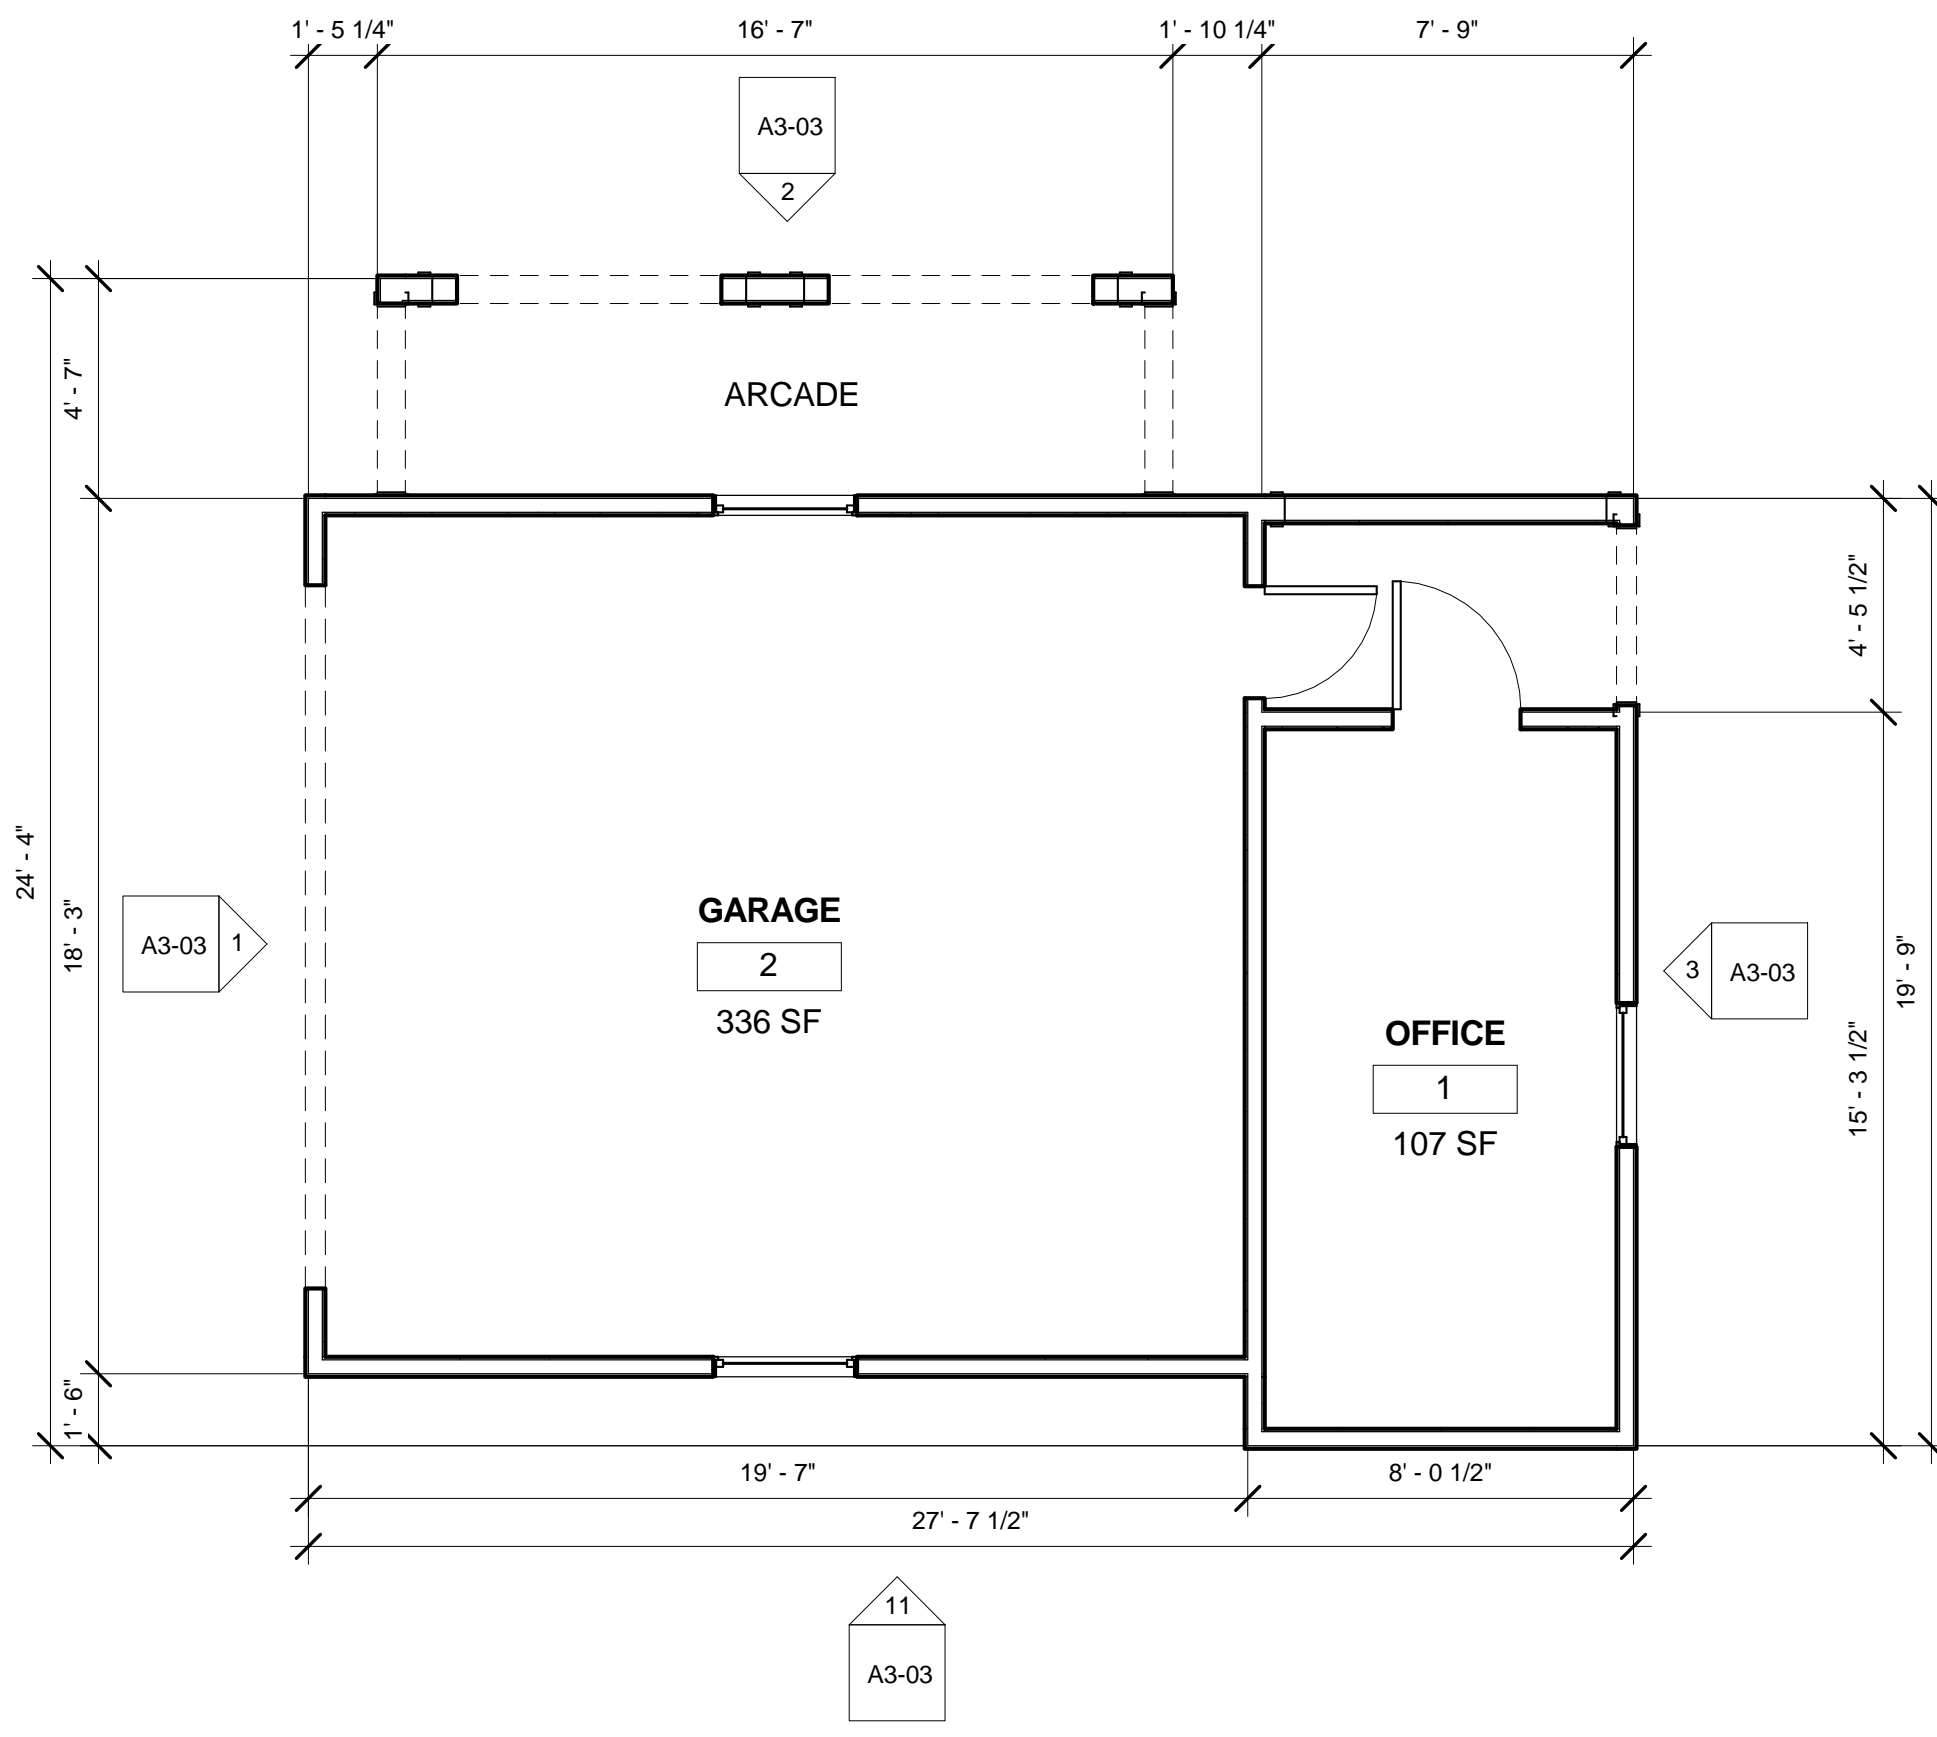 1' - 5 1/4"
16' - 7"
1' - 10 1/4"
7' - 9"
A3-03
2
4' - 7"
ARCADE
4' - 5 1/2"
24' - 4"
18' - 3"
A3-03
1
GARAGE
2
336 SF
OFFICE
1
107 SF
3
A3-03
19' - 9"
15' - 3 1/2"
1' - 6"
19' - 7"
8' - 0 1/2"
27' - 7 1/2"
11
A3-03